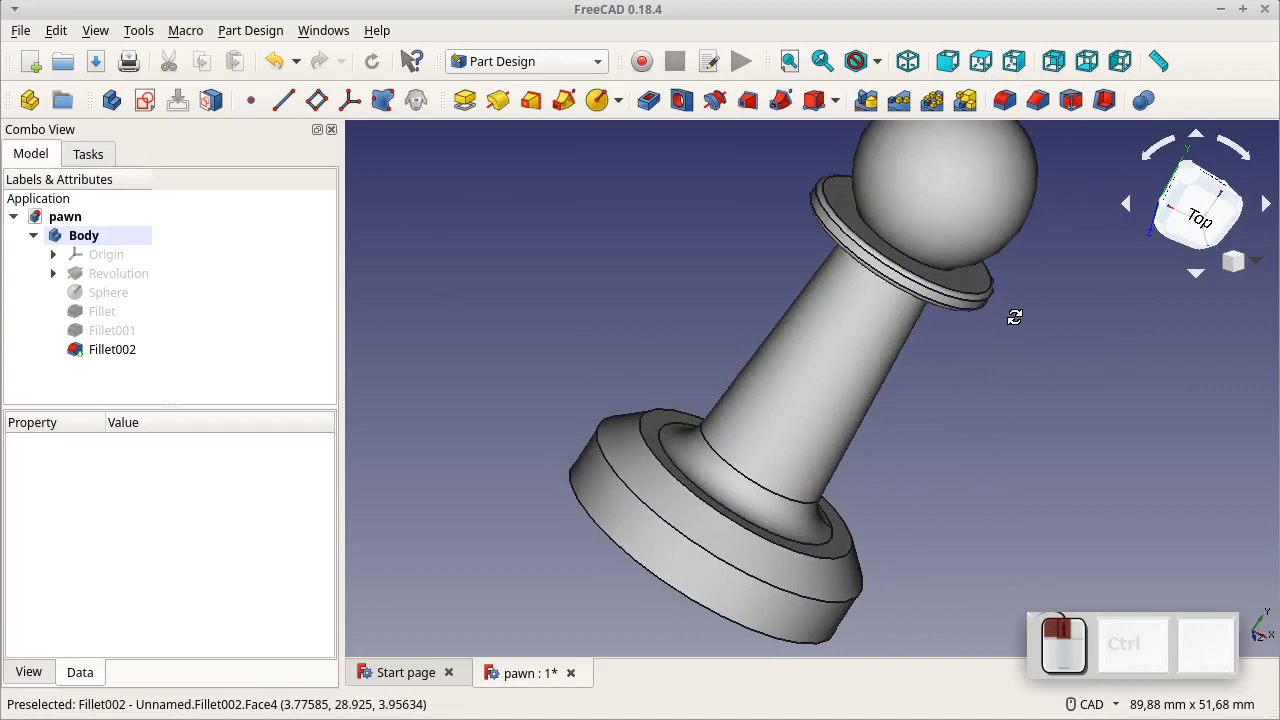 FreeCAD 0.18.4
File Edit View Tools Macro Part Design Windows Help
Part Design
Combo View
Model Tasks
Labels & Attributes
Application
pawn
Body
Origin
Revolution
Sphere
Fillet
Fillet001
Fillet002
Property Value
View Data
Top
Y
Z
Y
X
Ctrl
Start page pawn : 1*
Preselected: Fillet002 - Unnamed.Fillet002.Face4 (3.77585, 28.925, 3.95634) CAD 89,88 mm x 51,68 mm